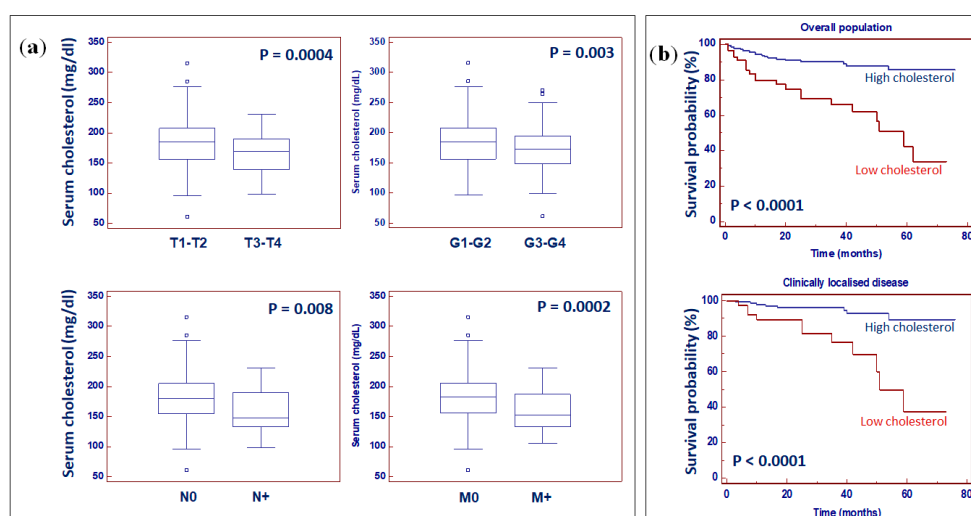 (a)
P = 0.0004
Serum cholesterol (mg/dl)
350
300
250
200
150
100
50
T1-T2 T3-T4
P = 0.003
Serum cholesterol (mg/dL)
350
300
250
200
150
100
50
G1-G2 G3-G4
P = 0.008
Serum cholesterol (mg/dl)
350
300
250
200
150
100
50
N0 N+
P = 0.0002
Serum cholesterol (mg/dL)
350
300
250
200
150
100
50
M0 M+
(b)
Overall population
Survival probability (%)
100
80
60
40
20
0
High cholesterol
Low cholesterol
P < 0.0001
0 20 40 60 80
Time (months)
Clinically localised disease
Survival probability (%)
100
80
60
40
20
0
High cholesterol
Low cholesterol
P < 0.0001
0 20 40 60 80
Time (months)